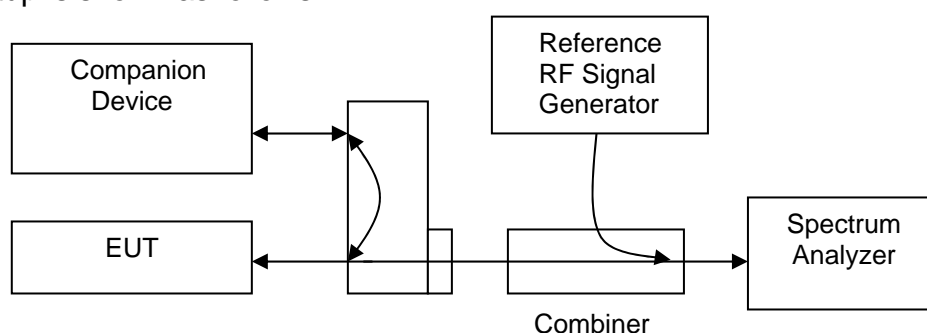 Companion
Device
Reference
RF Signal
Generator
EUT
Spectrum
Analyzer
Combiner